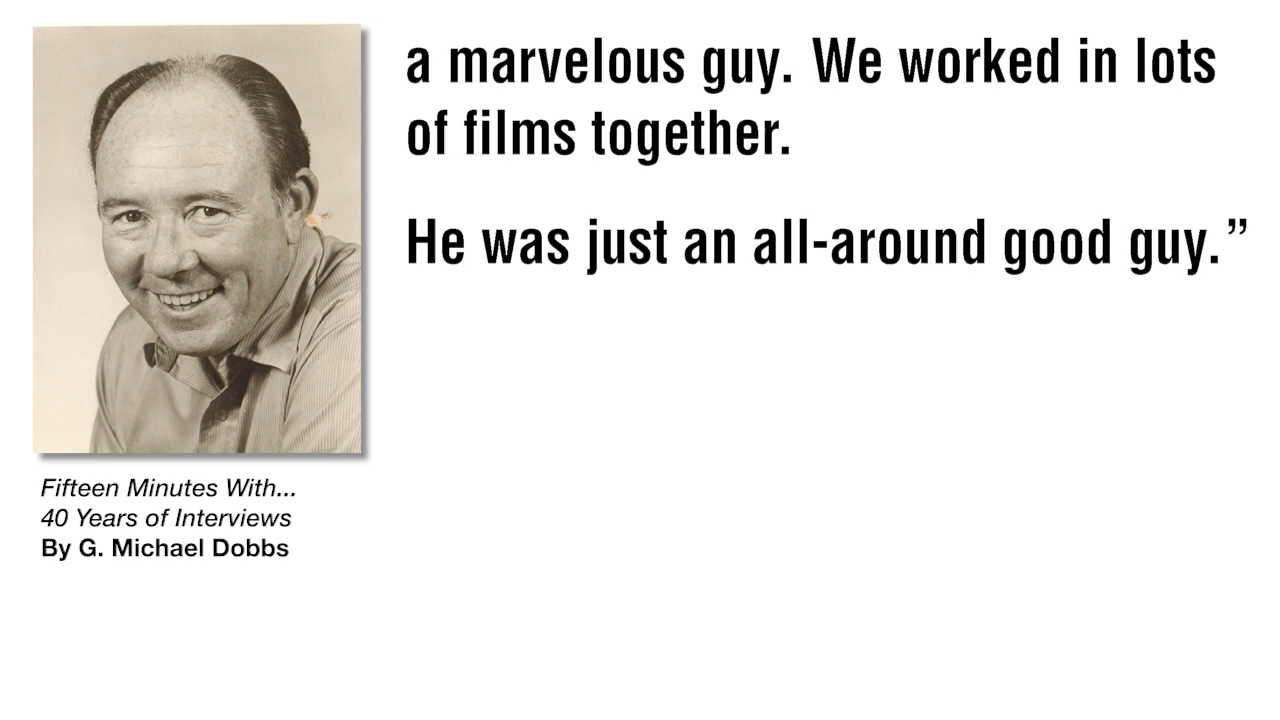 a marvelous guy. We worked in lots
of films together.
He was just an all-around good guy.”
Fifteen Minutes With...
40 Years of Interviews
By G. Michael Dobbs